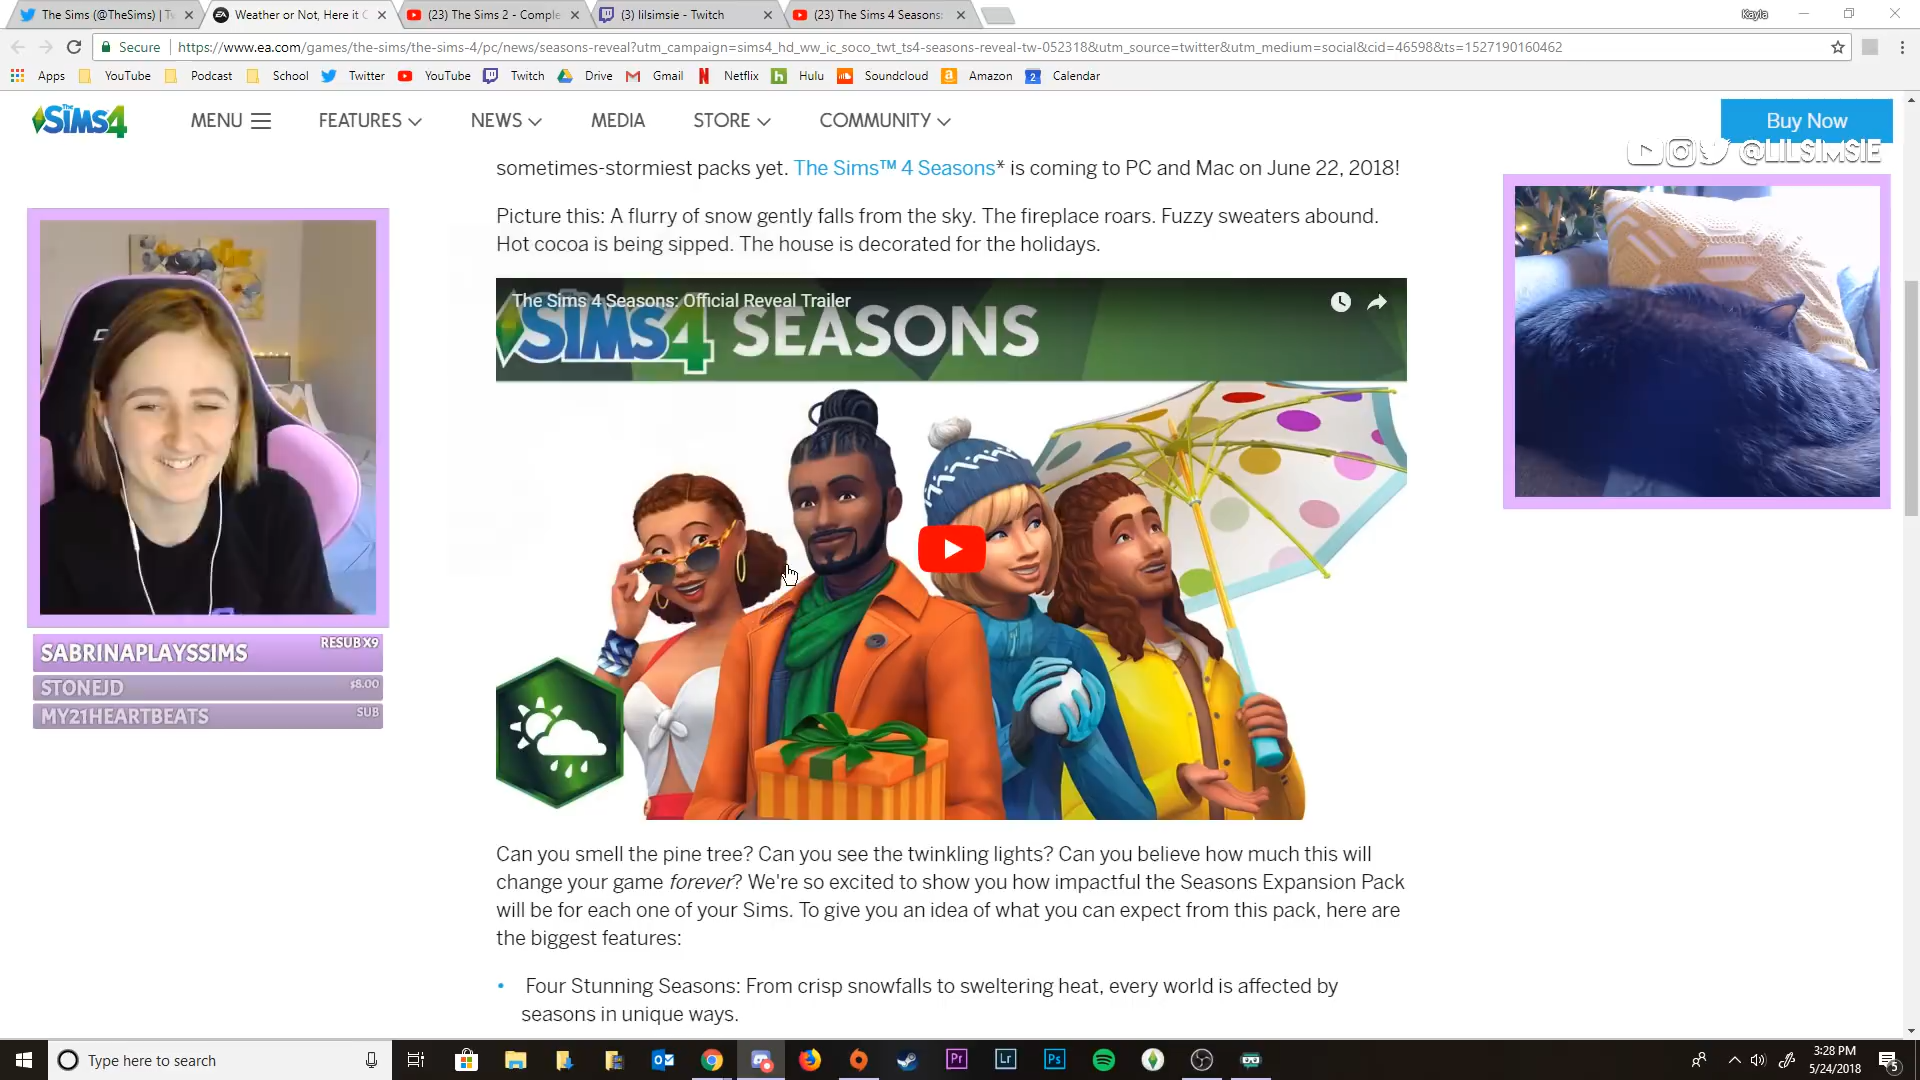 The Sims (@TheSims) | Tw
Weather or Not, Here it C
(23) The Sims 2 - Comple
(3) lilsimsie - Twitch
(23) The Sims 4 Seasons:
Kayla
Secure | https://www.ea.com/games/the-sims/the-sims-4/pc/news/seasons-reveal?utm_campaign=sims4_hd_ww_ic_soco_twt_ts4-seasons-reveal-tw-052318&utm_source=twitter&utm_medium=social&cid=46598&ts=1527190160462
Apps YouTube Podcast School Twitter YouTube Twitch Drive Gmail Netflix Hulu Soundcloud Amazon Calendar
The SIMS 4 MENU FEATURES NEWS MEDIA STORE COMMUNITY Buy Now
@LILSIMSIE
sometimes-stormiest packs yet. The Sims™ 4 Seasons* is coming to PC and Mac on June 22, 2018!
Picture this: A flurry of snow gently falls from the sky. The fireplace roars. Fuzzy sweaters abound.
Hot cocoa is being sipped. The house is decorated for the holidays.
The Sims 4 Seasons: Official Reveal Trailer
SIMS 4 SEASONS
SABRINAPLAYSSIMS RESUB X9
STONEJD $8.00
MY21HEARTBEATS SUB
Can you smell the pine tree? Can you see the twinkling lights? Can you believe how much this will
change your game forever? We're so excited to show you how impactful the Seasons Expansion Pack
will be for each one of your Sims. To give you an idea of what you can expect from this pack, here are
the biggest features:
• Four Stunning Seasons: From crisp snowfalls to sweltering heat, every world is affected by
seasons in unique ways.
Type here to search
Pr Lr Ps
3:28 PM
5/24/2018
5